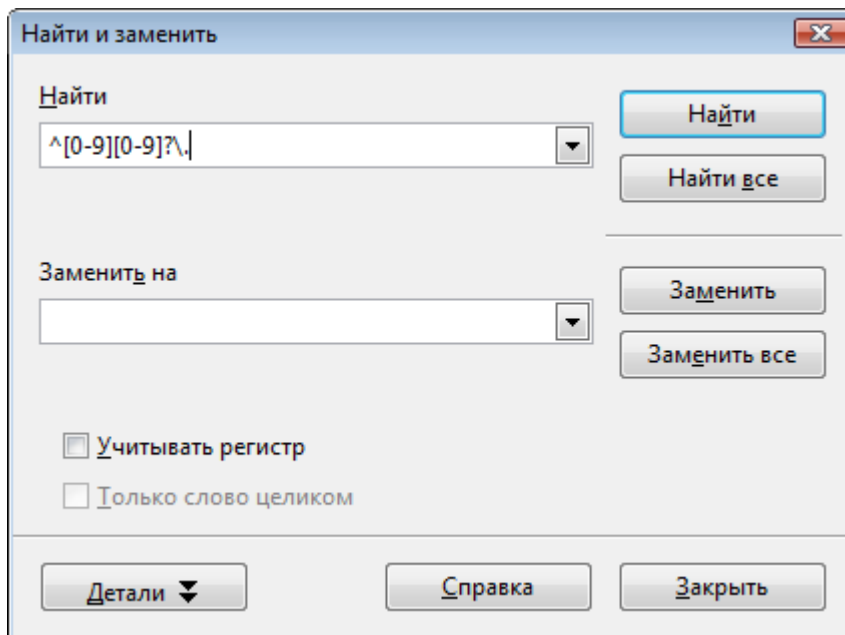 Найти и заменить
Найти
^[0-9][0-9]?\.
Найти
Найти все
Заменить на
Заменить
Заменить все
Учитывать регистр
Только слово целиком
Детали
Справка
Закрыть